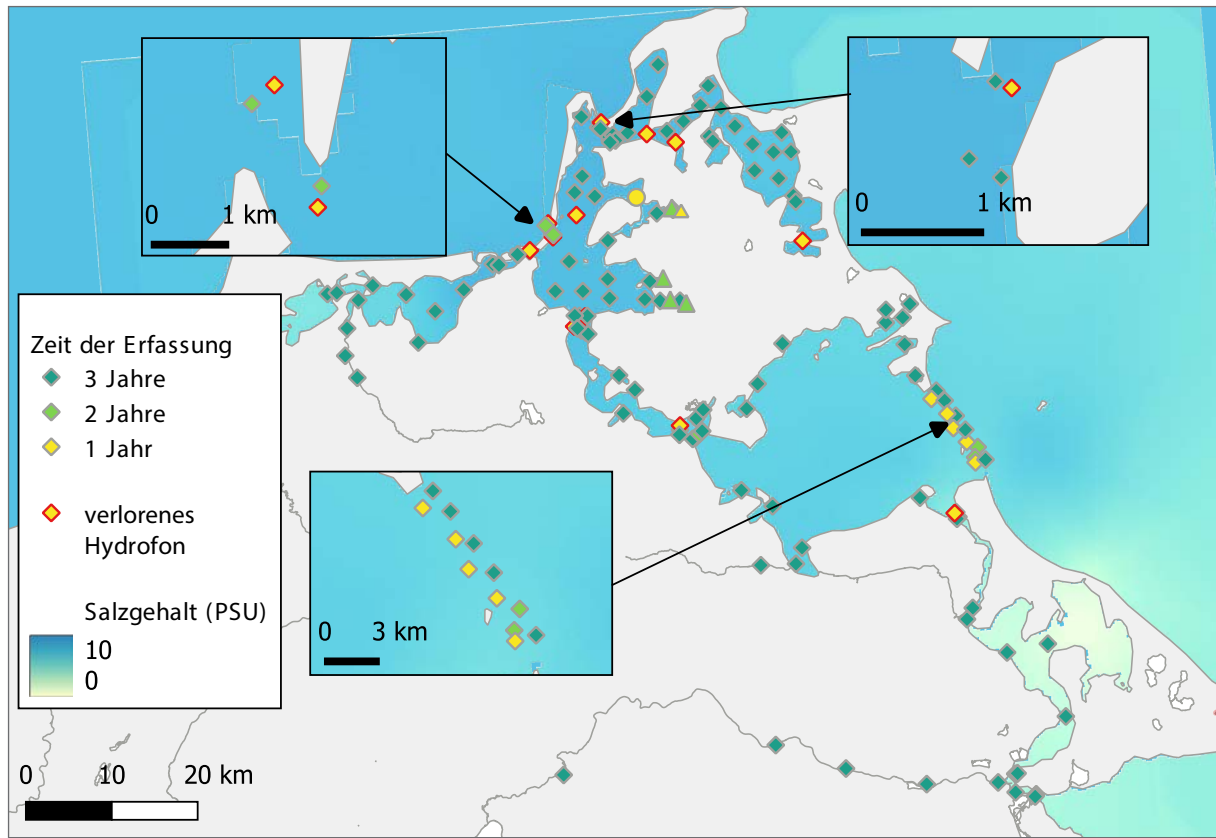 0
1 km
0
1 km
Zeit der Erfassung
3 Jahre
2 Jahre
1 Jahr
verlorenes
Hydrofon
Salzgehalt (PSU)
10
0
0
3 km
0
10
20 km